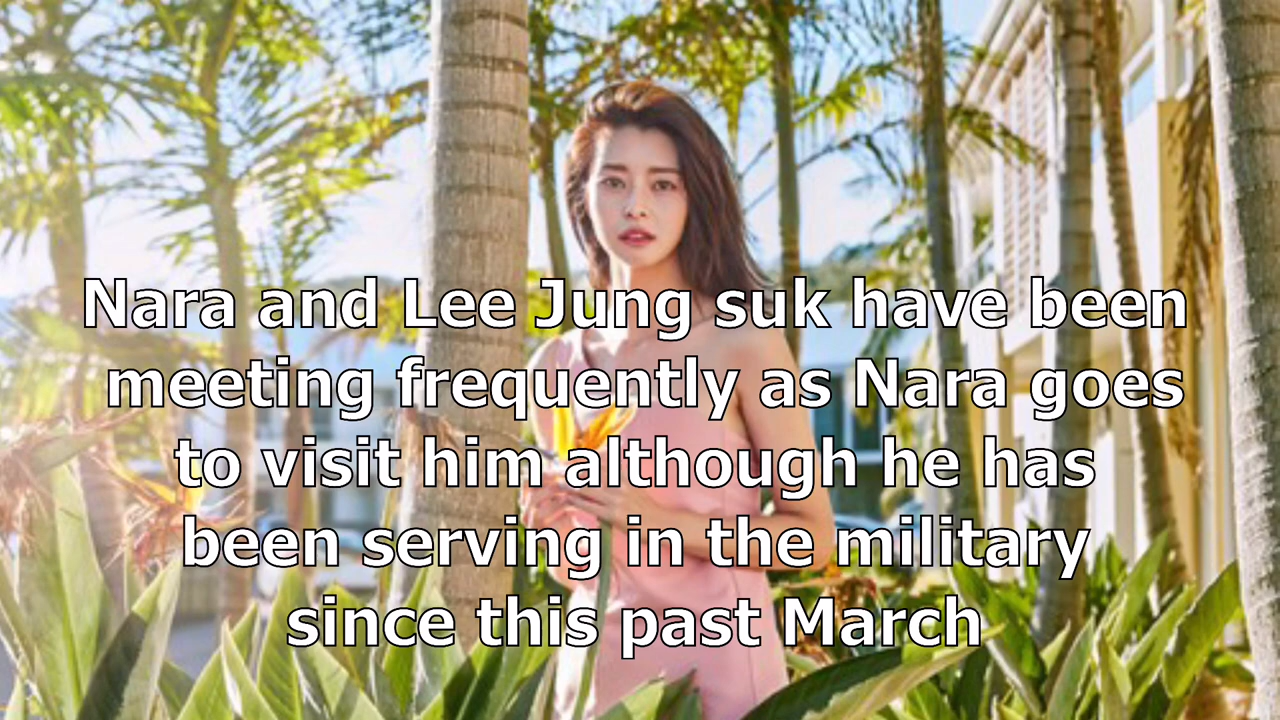 Nara and Lee Jung suk have been
meeting frequently as Nara goes
to visit him although he has
been serving in the military
since this past March